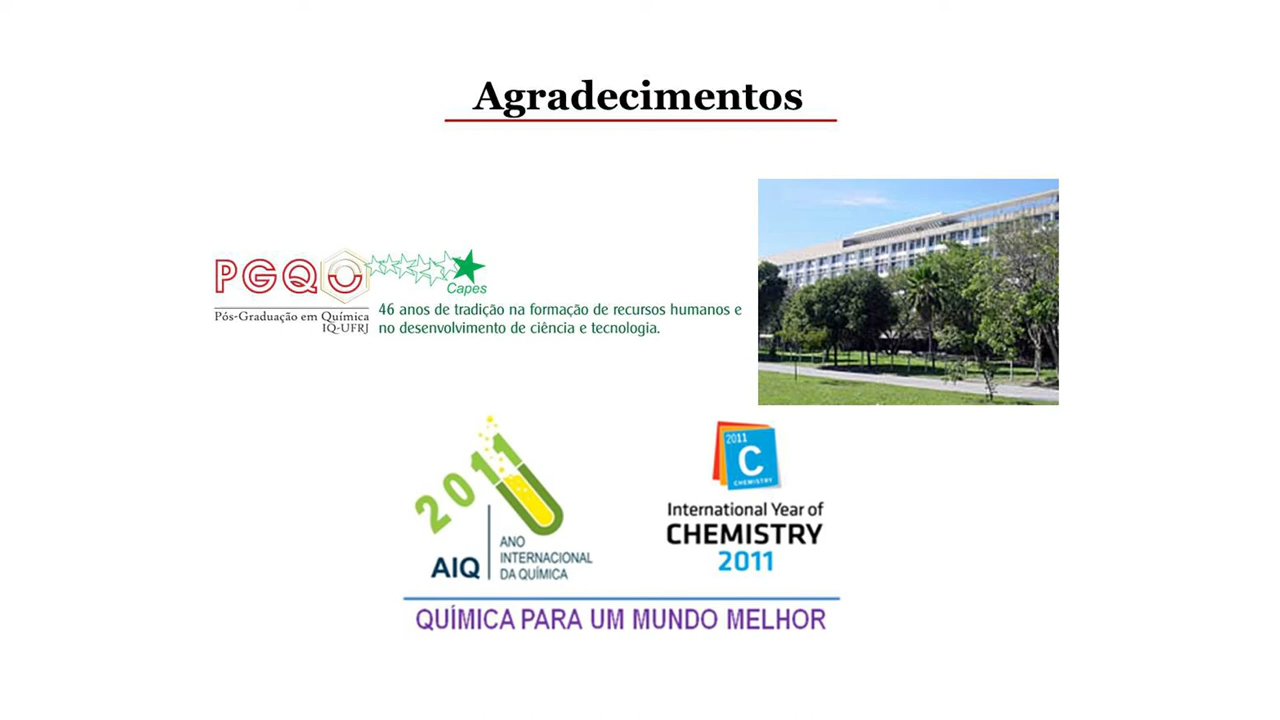 Agradecimentos
PGQ
Capes
Pós-Graduação em Química
IQ-UFRJ
46 anos de tradição na formação de recursos humanos e
no desenvolvimento de ciência e tecnologia.
2011
AIQ
ANO
INTERNACIONAL
DA QUÍMICA
2011
C
CHEMISTRY
International Year of
CHEMISTRY
2011
QUÍMICA PARA UM MUNDO MELHOR